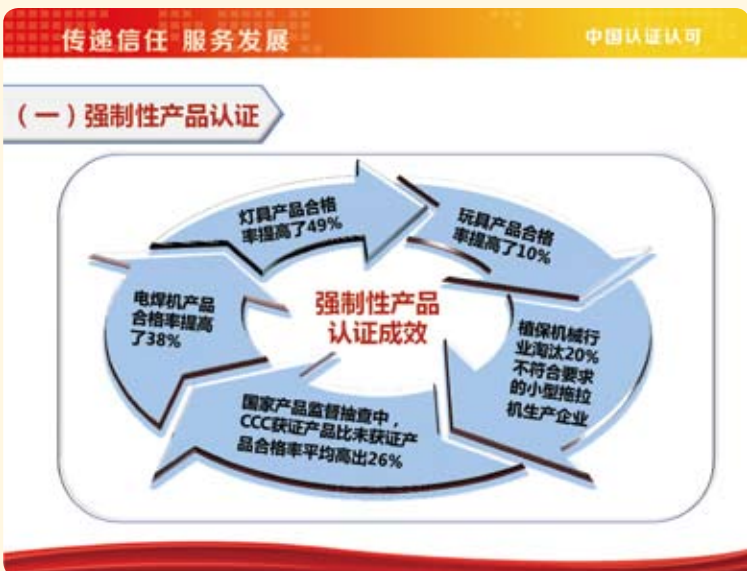 传递信任 服务发展
中国认证认可
（一）强制性产品认证
灯具产品合格
率提高了49%
玩具产品合格
率提高了10%
电焊机产品
合格率提高
了38%
强制性产品
认证成效
植保机械行
业淘汰20%
不符合要求
的小型拖拉
机生产企业
国家产品监督抽查中，
CCC获证产品比未获证产
品合格率平均高出26%